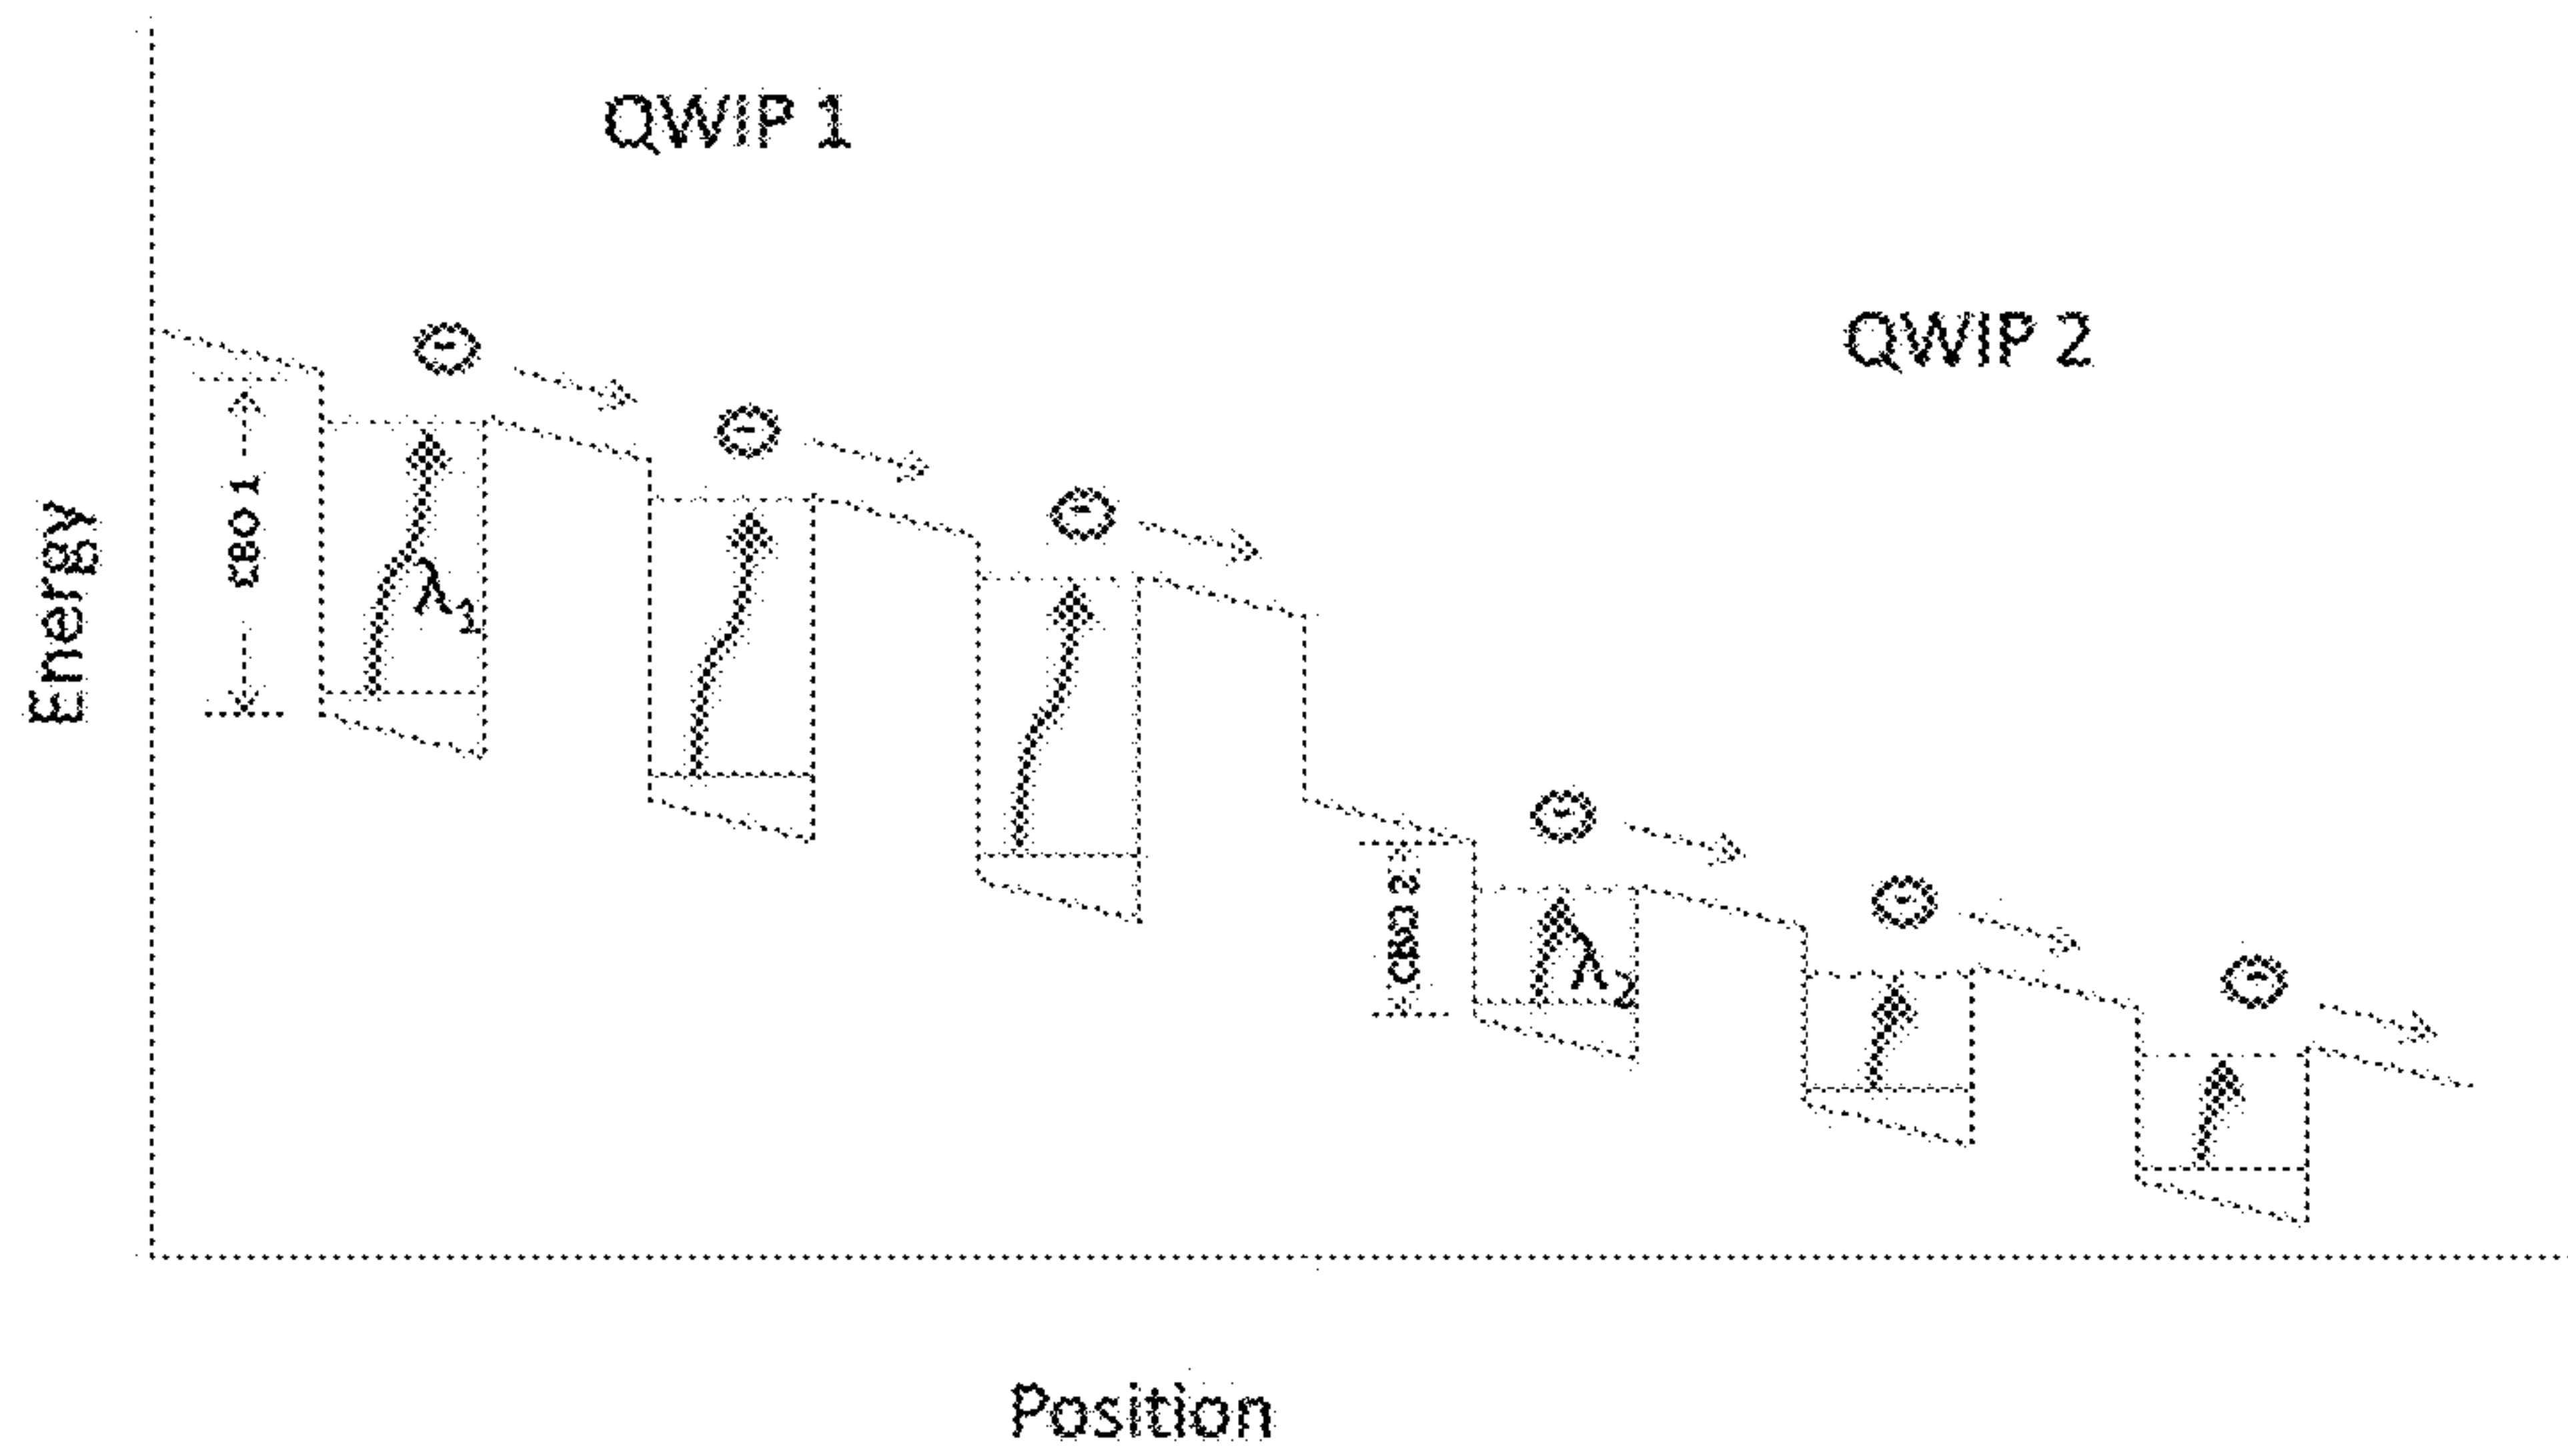 QWIP 1
QWIP 2
Energy
CBO 1
λ1
CBO 2
λ2
Position